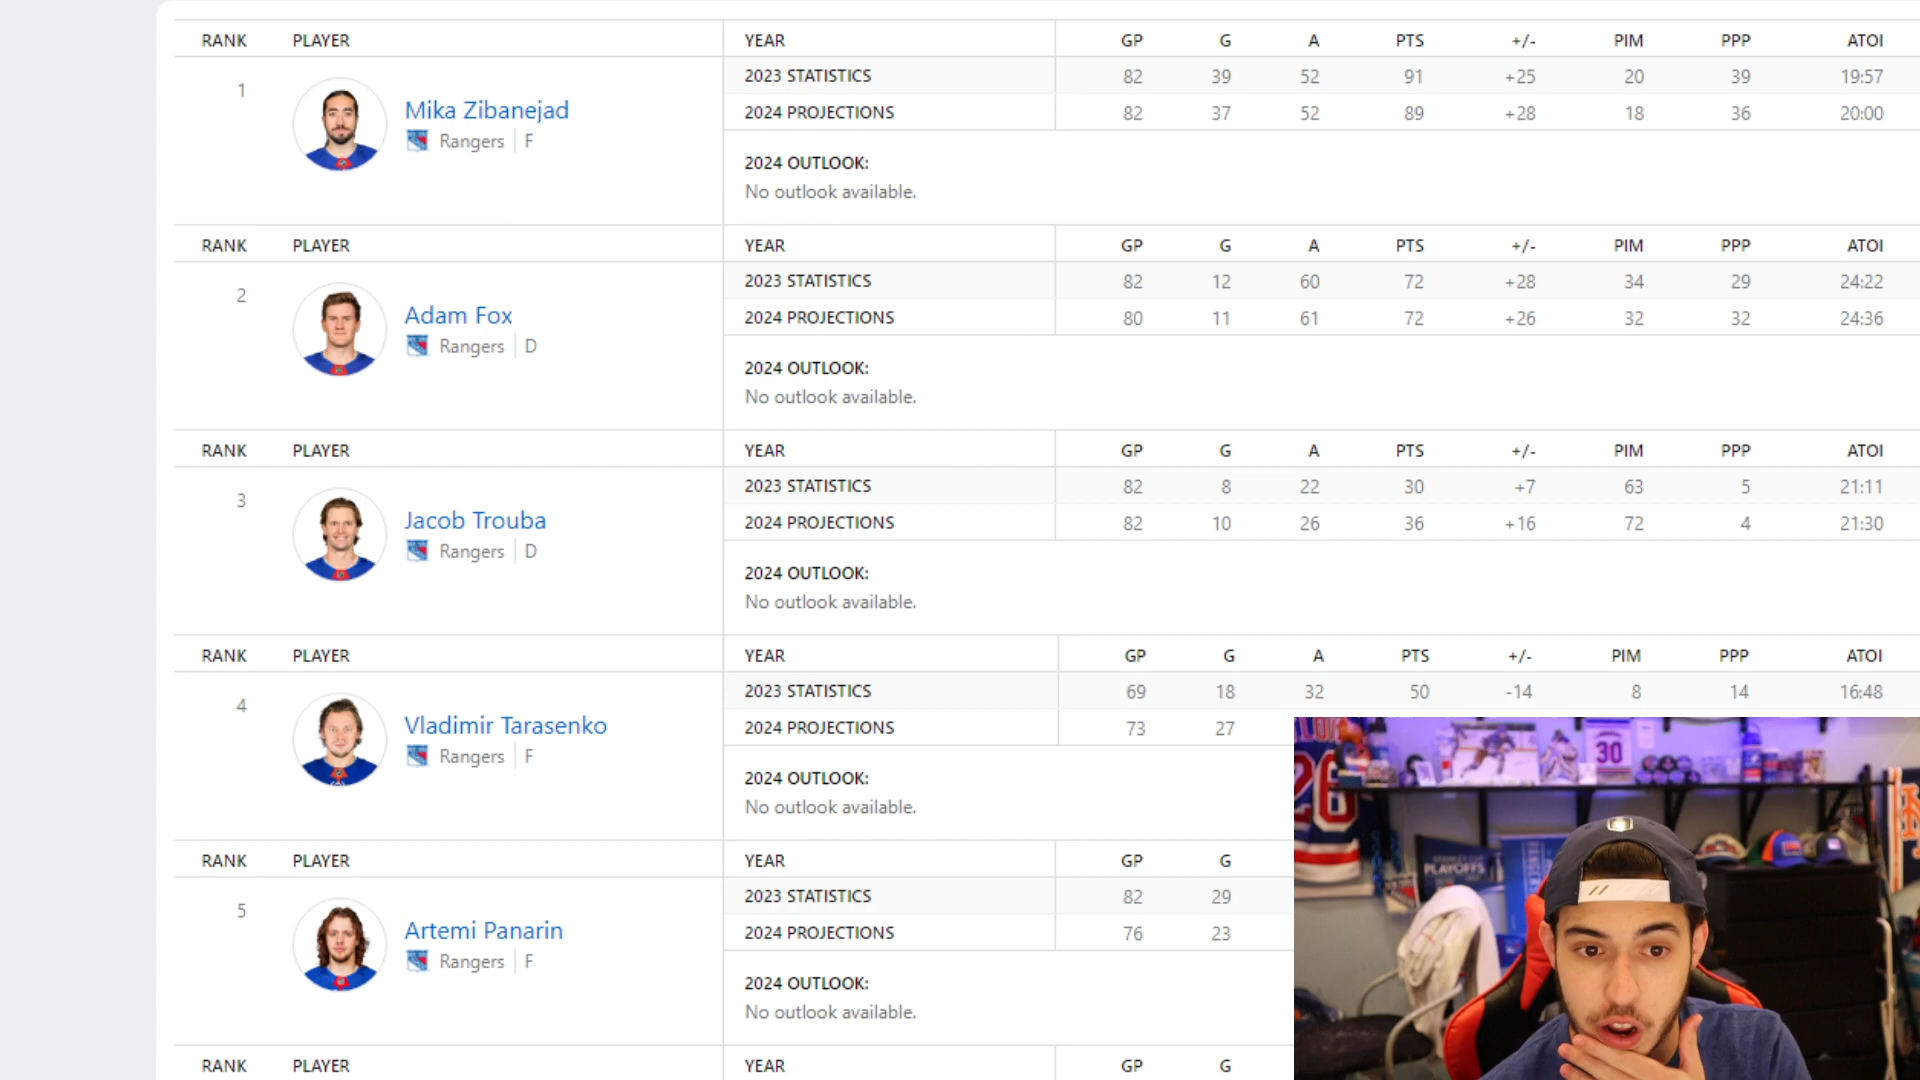 RANK PLAYER YEAR GP G A PTS +/- PIM PPP ATOI
1 Mika Zibanejad 2023 STATISTICS 82 39 52 91 +25 20 39 19:57
Rangers F 2024 PROJECTIONS 82 37 52 89 +28 18 36 20:00
2024 OUTLOOK:
No outlook available.
RANK PLAYER YEAR GP G A PTS +/- PIM PPP ATOI
2 Adam Fox 2023 STATISTICS 82 12 60 72 +28 34 29 24:22
Rangers D 2024 PROJECTIONS 80 11 61 72 +26 32 32 24:36
2024 OUTLOOK:
No outlook available.
RANK PLAYER YEAR GP G A PTS +/- PIM PPP ATOI
3 Jacob Trouba 2023 STATISTICS 82 8 22 30 +7 63 5 21:11
Rangers D 2024 PROJECTIONS 82 10 26 36 +16 72 4 21:30
2024 OUTLOOK:
No outlook available.
RANK PLAYER YEAR GP G A PTS +/- PIM PPP ATOI
4 Vladimir Tarasenko 2023 STATISTICS 69 18 32 50 -14 8 14 16:48
Rangers F 2024 PROJECTIONS 73 27
2024 OUTLOOK:
No outlook available.
RANK PLAYER YEAR GP G
5 Artemi Panarin 2023 STATISTICS 82 29
Rangers F 2024 PROJECTIONS 76 23
2024 OUTLOOK:
No outlook available.
RANK PLAYER YEAR GP G
30
26
PLAYOFFS